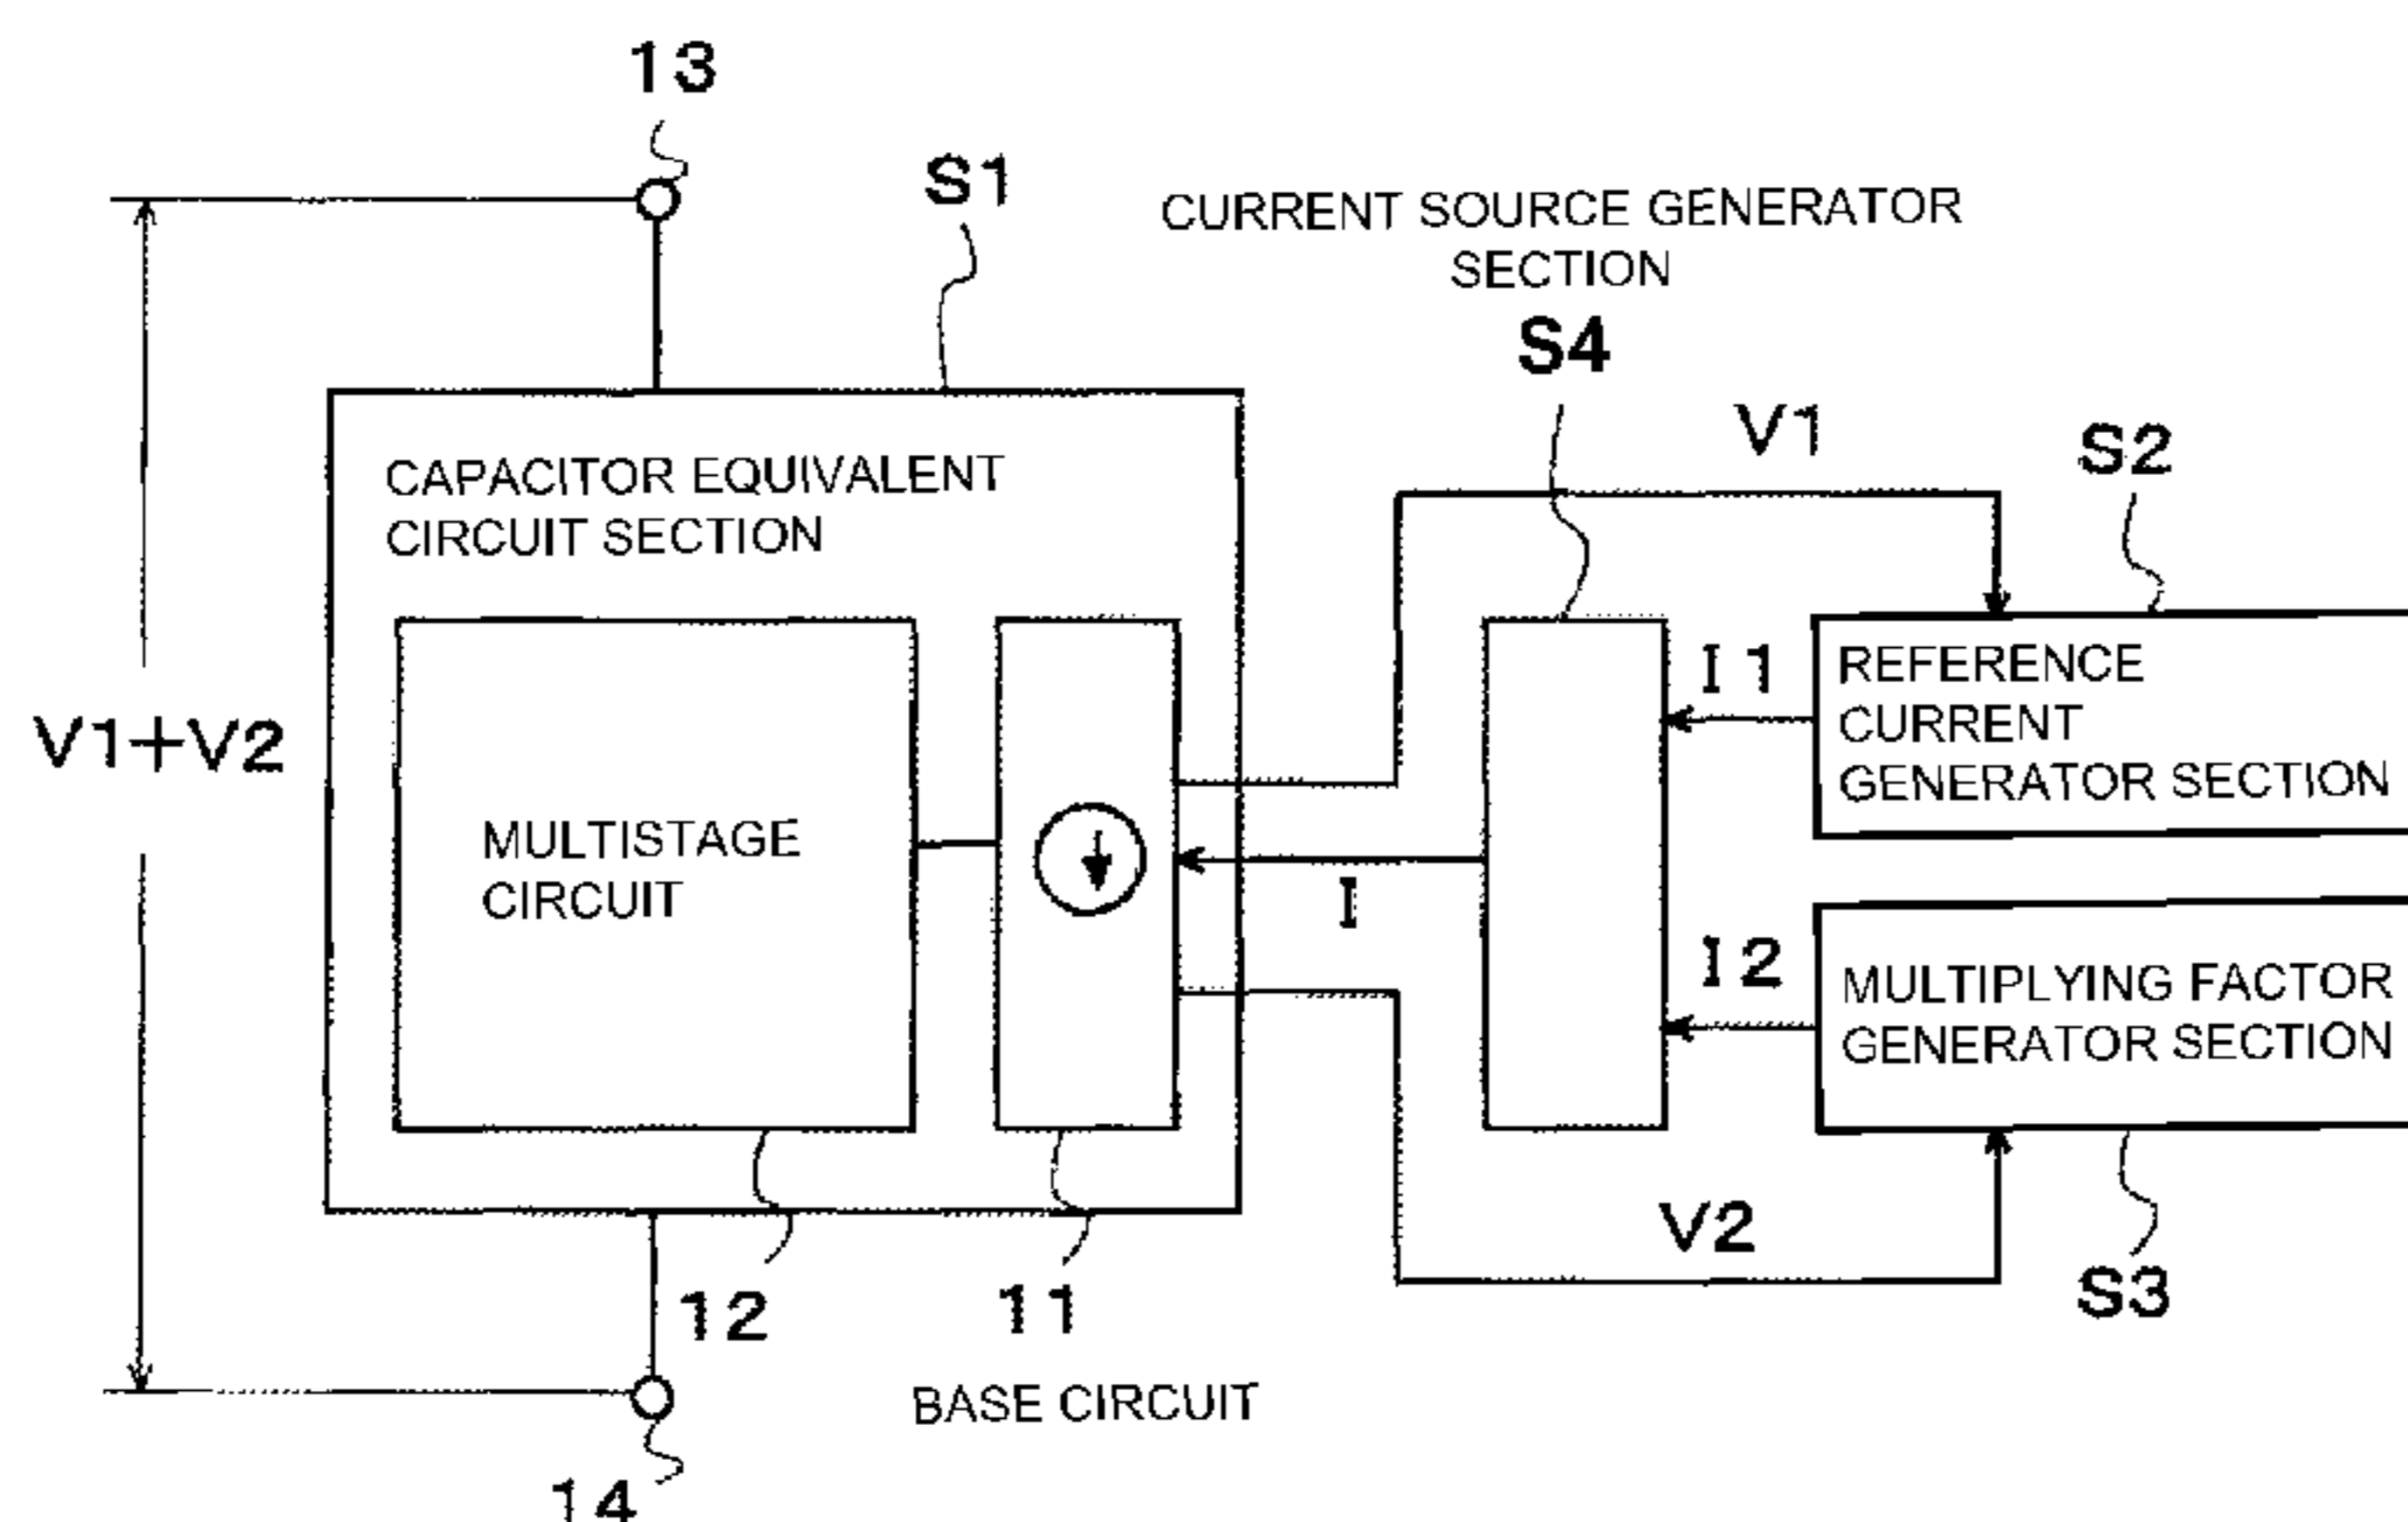 13
S1
CURRENT SOURCE GENERATOR
SECTION
S4
V1
S2
CAPACITOR EQUIVALENT
CIRCUIT SECTION
I1
REFERENCE
CURRENT
GENERATOR SECTION
V1+V2
MULTISTAGE
CIRCUIT
I
I2
MULTIPLYING FACTOR
GENERATOR SECTION
V2
12
11
S3
BASE CIRCUIT
14